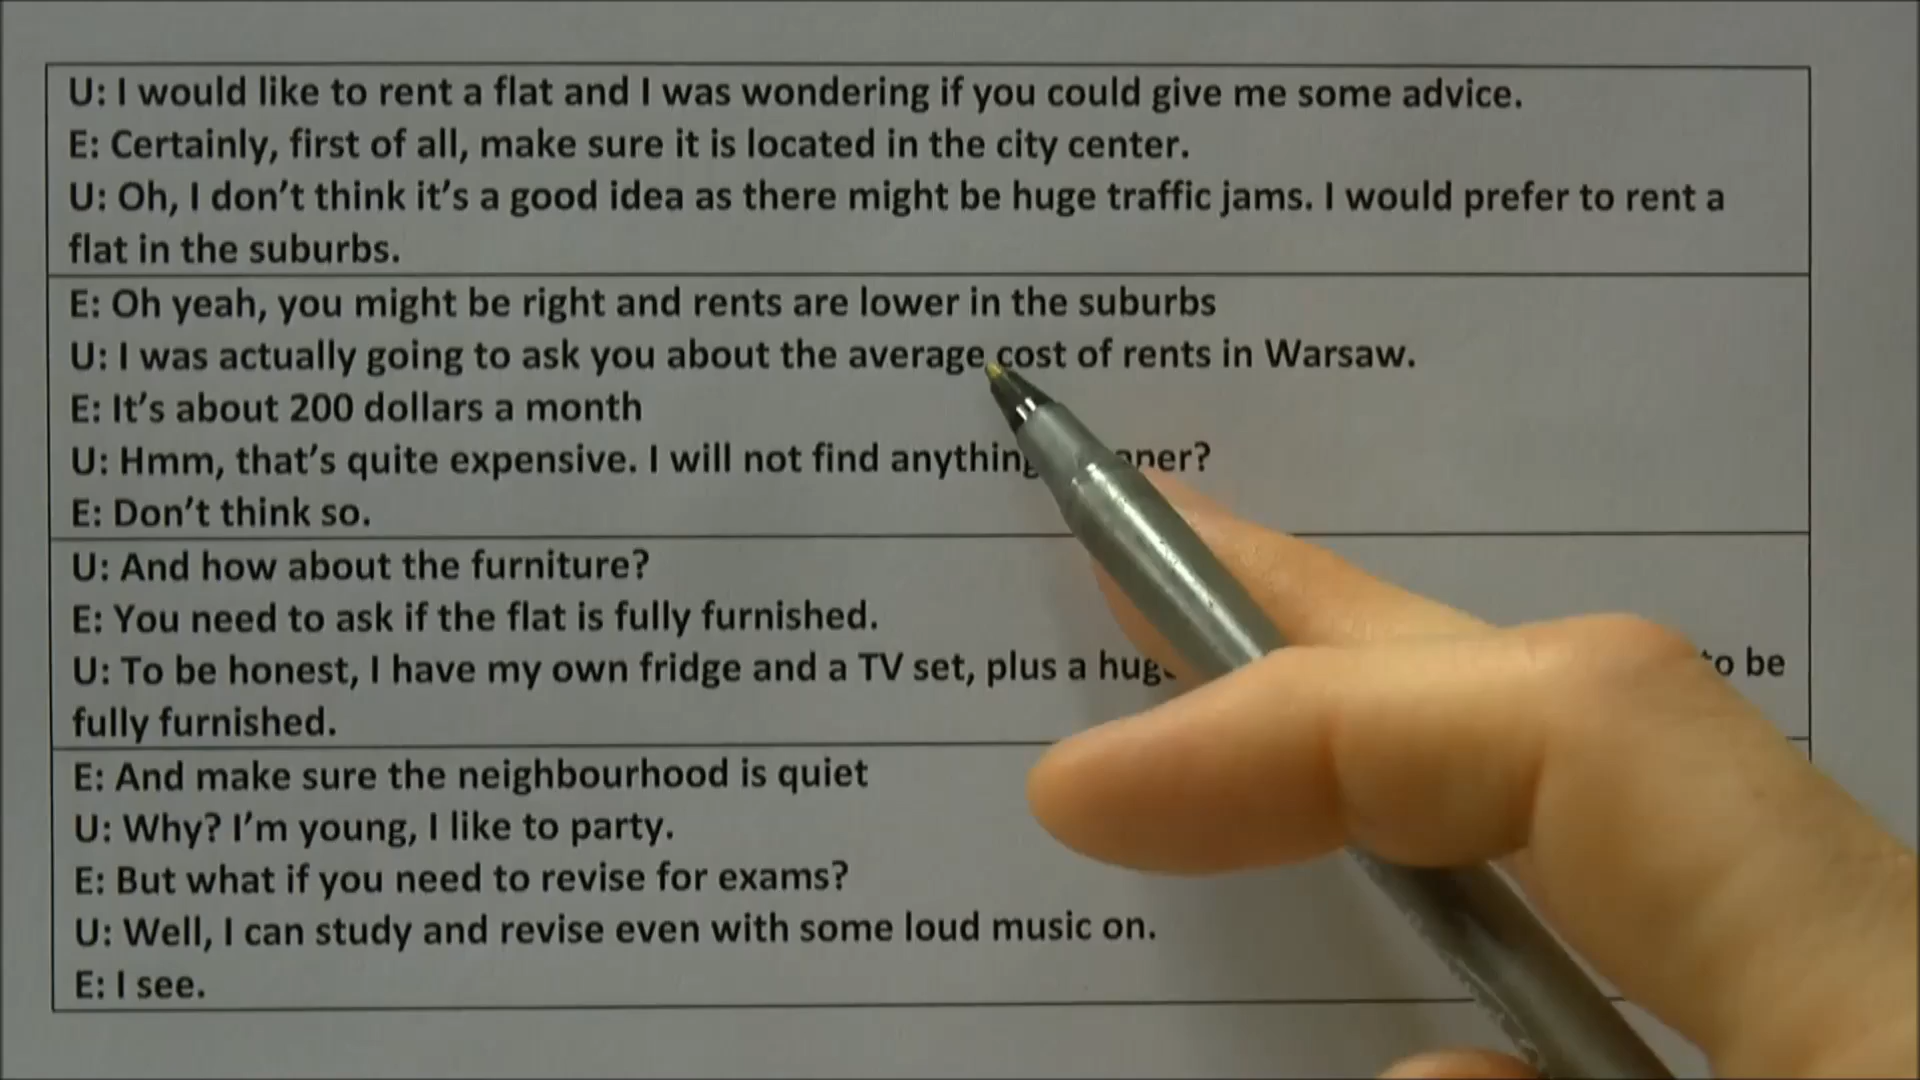 U: I would like to rent a flat and I was wondering if you could give me some advice.
E: Certainly, first of all, make sure it is located in the city center.
U: Oh, I don't think it's a good idea as there might be huge traffic jams. I would prefer to rent a
flat in the suburbs.
E: Oh yeah, you might be right and rents are lower in the suburbs
U: I was actually going to ask you about the average cost of rents in Warsaw.
E: It's about 200 dollars a month
U: Hmm, that's quite expensive. I will not find anything
E: Don't think so.
U: And how about the furniture?
E: You need to ask if the flat is fully furnished.
U: To be honest, I have my own fridge and a TV set, plus a to be
fully furnished.
E: And make sure the neighbourhood is quiet
U: Why? I'm young, I like to party.
E: But what if you need to revise for exams?
U: Well, I can study and revise even with some loud music on.
E: I see.